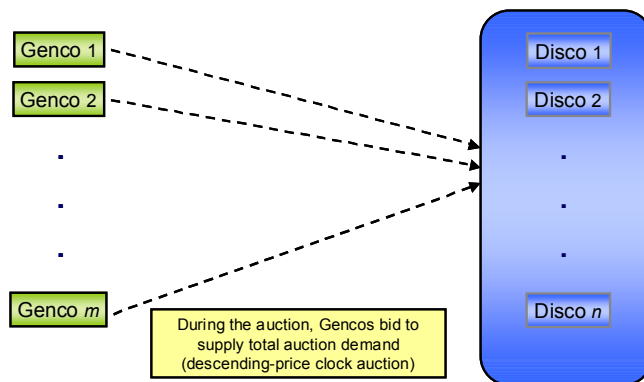 Genco 1
Disco 1
Genco 2
Disco 2
Genco m
Disco n
During the auction, Gencos bid to
supply total auction demand
(descending-price clock auction)